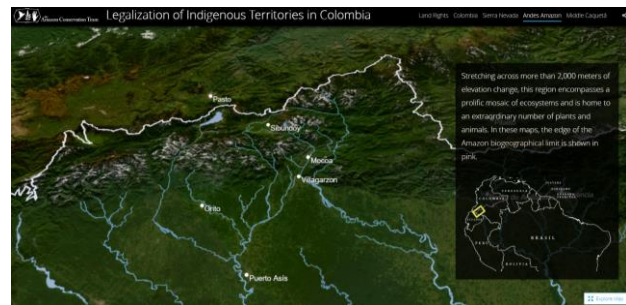 The Amazon Conservation Team
Legalization of Indigenous Territories in Colombia
Land Rights Colombia Sierra Nevada Andes Amazon Middle Caquetá
Stretching across more than 2,000 meters of
elevation change, this region encompasses a
prolific mosaic of ecosystems and is home to
an extraordinary number of plants and
animals. In these maps, the edge of the
Amazon biogeographical limit is shown in
pink.
Pasto
Sibundoy
Mocoa
Villagarzon
Orito
Puerto Asis
VENEZUELA
COLOMBIA
PERU
BRASIL
BOLIVIA
Explore map